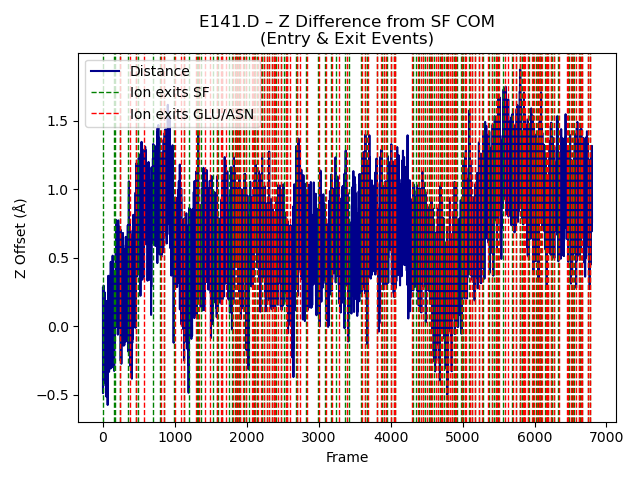 E141.D – Z Difference from SF COM
(Entry & Exit Events)
Distance
Ion exits SF
Ion exits GLU/ASN
1.5
1.0
0.5
0.0
−0.5
Z Offset (Å)
0 1000 2000 3000 4000 5000 6000 7000
Frame